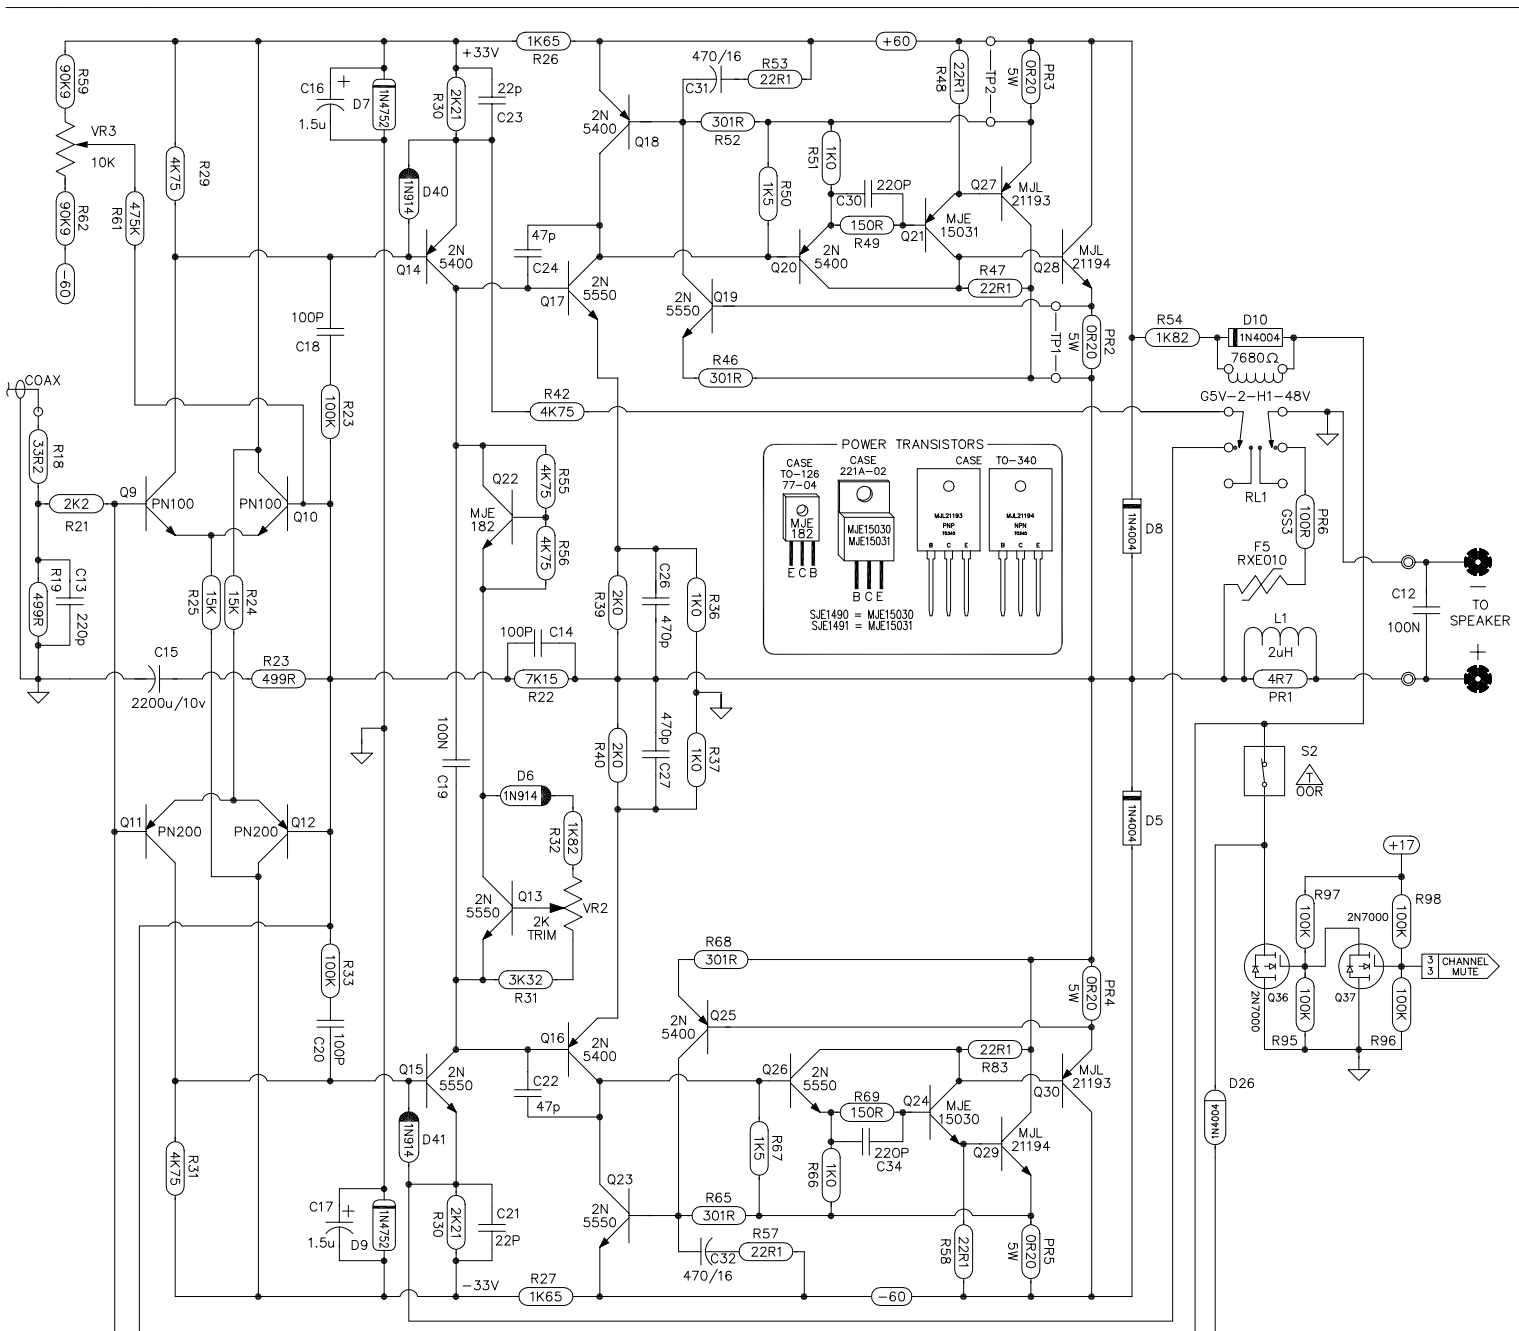 +33V
1K65
R26
+60
470/16
C31
R53
22R1
22R1
R48
TP2
0R20
5W
PR3
90K9
R59
VR3
10K
90K9
R62
475K
R61
-60
4K75
R29
C16
+
1.5u
D7
1N4752
2K21
R30
22p
C23
1N914
D40
2N
5400
Q18
301R
R52
1K5
R50
1K0
R51
220P
C30
150R
R49
Q27
MJL
21193
MJE
15031
Q21
2N
5400
Q20
Q14
2N
5400
47p
C24
Q17
2N
5550
2N
5550
Q19
R47
22R1
Q28
MJL
21194
TP1
0R20
5W
PR2
R46
301R
R54
1K82
D10
1N4004
7680Ω
G5V-2-H1-48V
RL1
100P
C18
100K
R23
R42
4K75
COAX
33R2
R18
2K2
R21
Q9
PN100
PN100
Q10
15K
R25
15K
R24
499R
R19
C13
220p
C15
2200u/10v
R23
499R
Q22
MJE
182
4K75
R55
4K75
R56
100P
C14
7K15
R22
2K0
R39
C26
470p
1K0
R36
2K0
R40
470p
C27
1K0
R37
POWER TRANSISTORS
CASE
TO-126
77-04
CASE
221A-02
CASE TO-340
MJE
182
MJE15030
MJE15031
MJL21193
PNP
TO340
MJL21194
NPN
TO340
E C B
B C E
B C E
B C E
SJE1490 = MJE15030
SJE1491 = MJE15031
1N4004
D8
100R
PR6
GS3
F5
RXE010
L1
2uH
4R7
PR1
C12
100N
−
TO
SPEAKER
+
100N
C19
D6
1N914
1K82
R32
Q11
PN200
PN200
Q12
2N
5550
Q13
2K
TRIM
VR2
3K32
R31
1N4004
D5
S2
T
OOR
+17
R97
100K
R98
100K
2N7000
2N7000
Q36
Q37
3
3
CHANNEL
MUTE
100K
R95
100K
R96
100K
R33
100P
C20
R68
301R
0R20
5W
PR4
Q25
2N
5400
Q16
2N
5400
Q15
2N
5550
C22
47p
Q26
2N
5550
22R1
R83
Q30
MJL
21193
R69
150R
Q24
MJE
15030
220P
C34
Q29
MJL
21194
1K5
R67
1K0
R66
D26
1N4004
4K75
R31
1N914
D41
C17
+
1.5u
D9
1N4752
2K21
R30
C21
22P
Q23
2N
5550
R65
301R
R57
22R1
C32
470/16
22R1
R58
0R20
5W
PR5
-33V
R27
1K65
-60